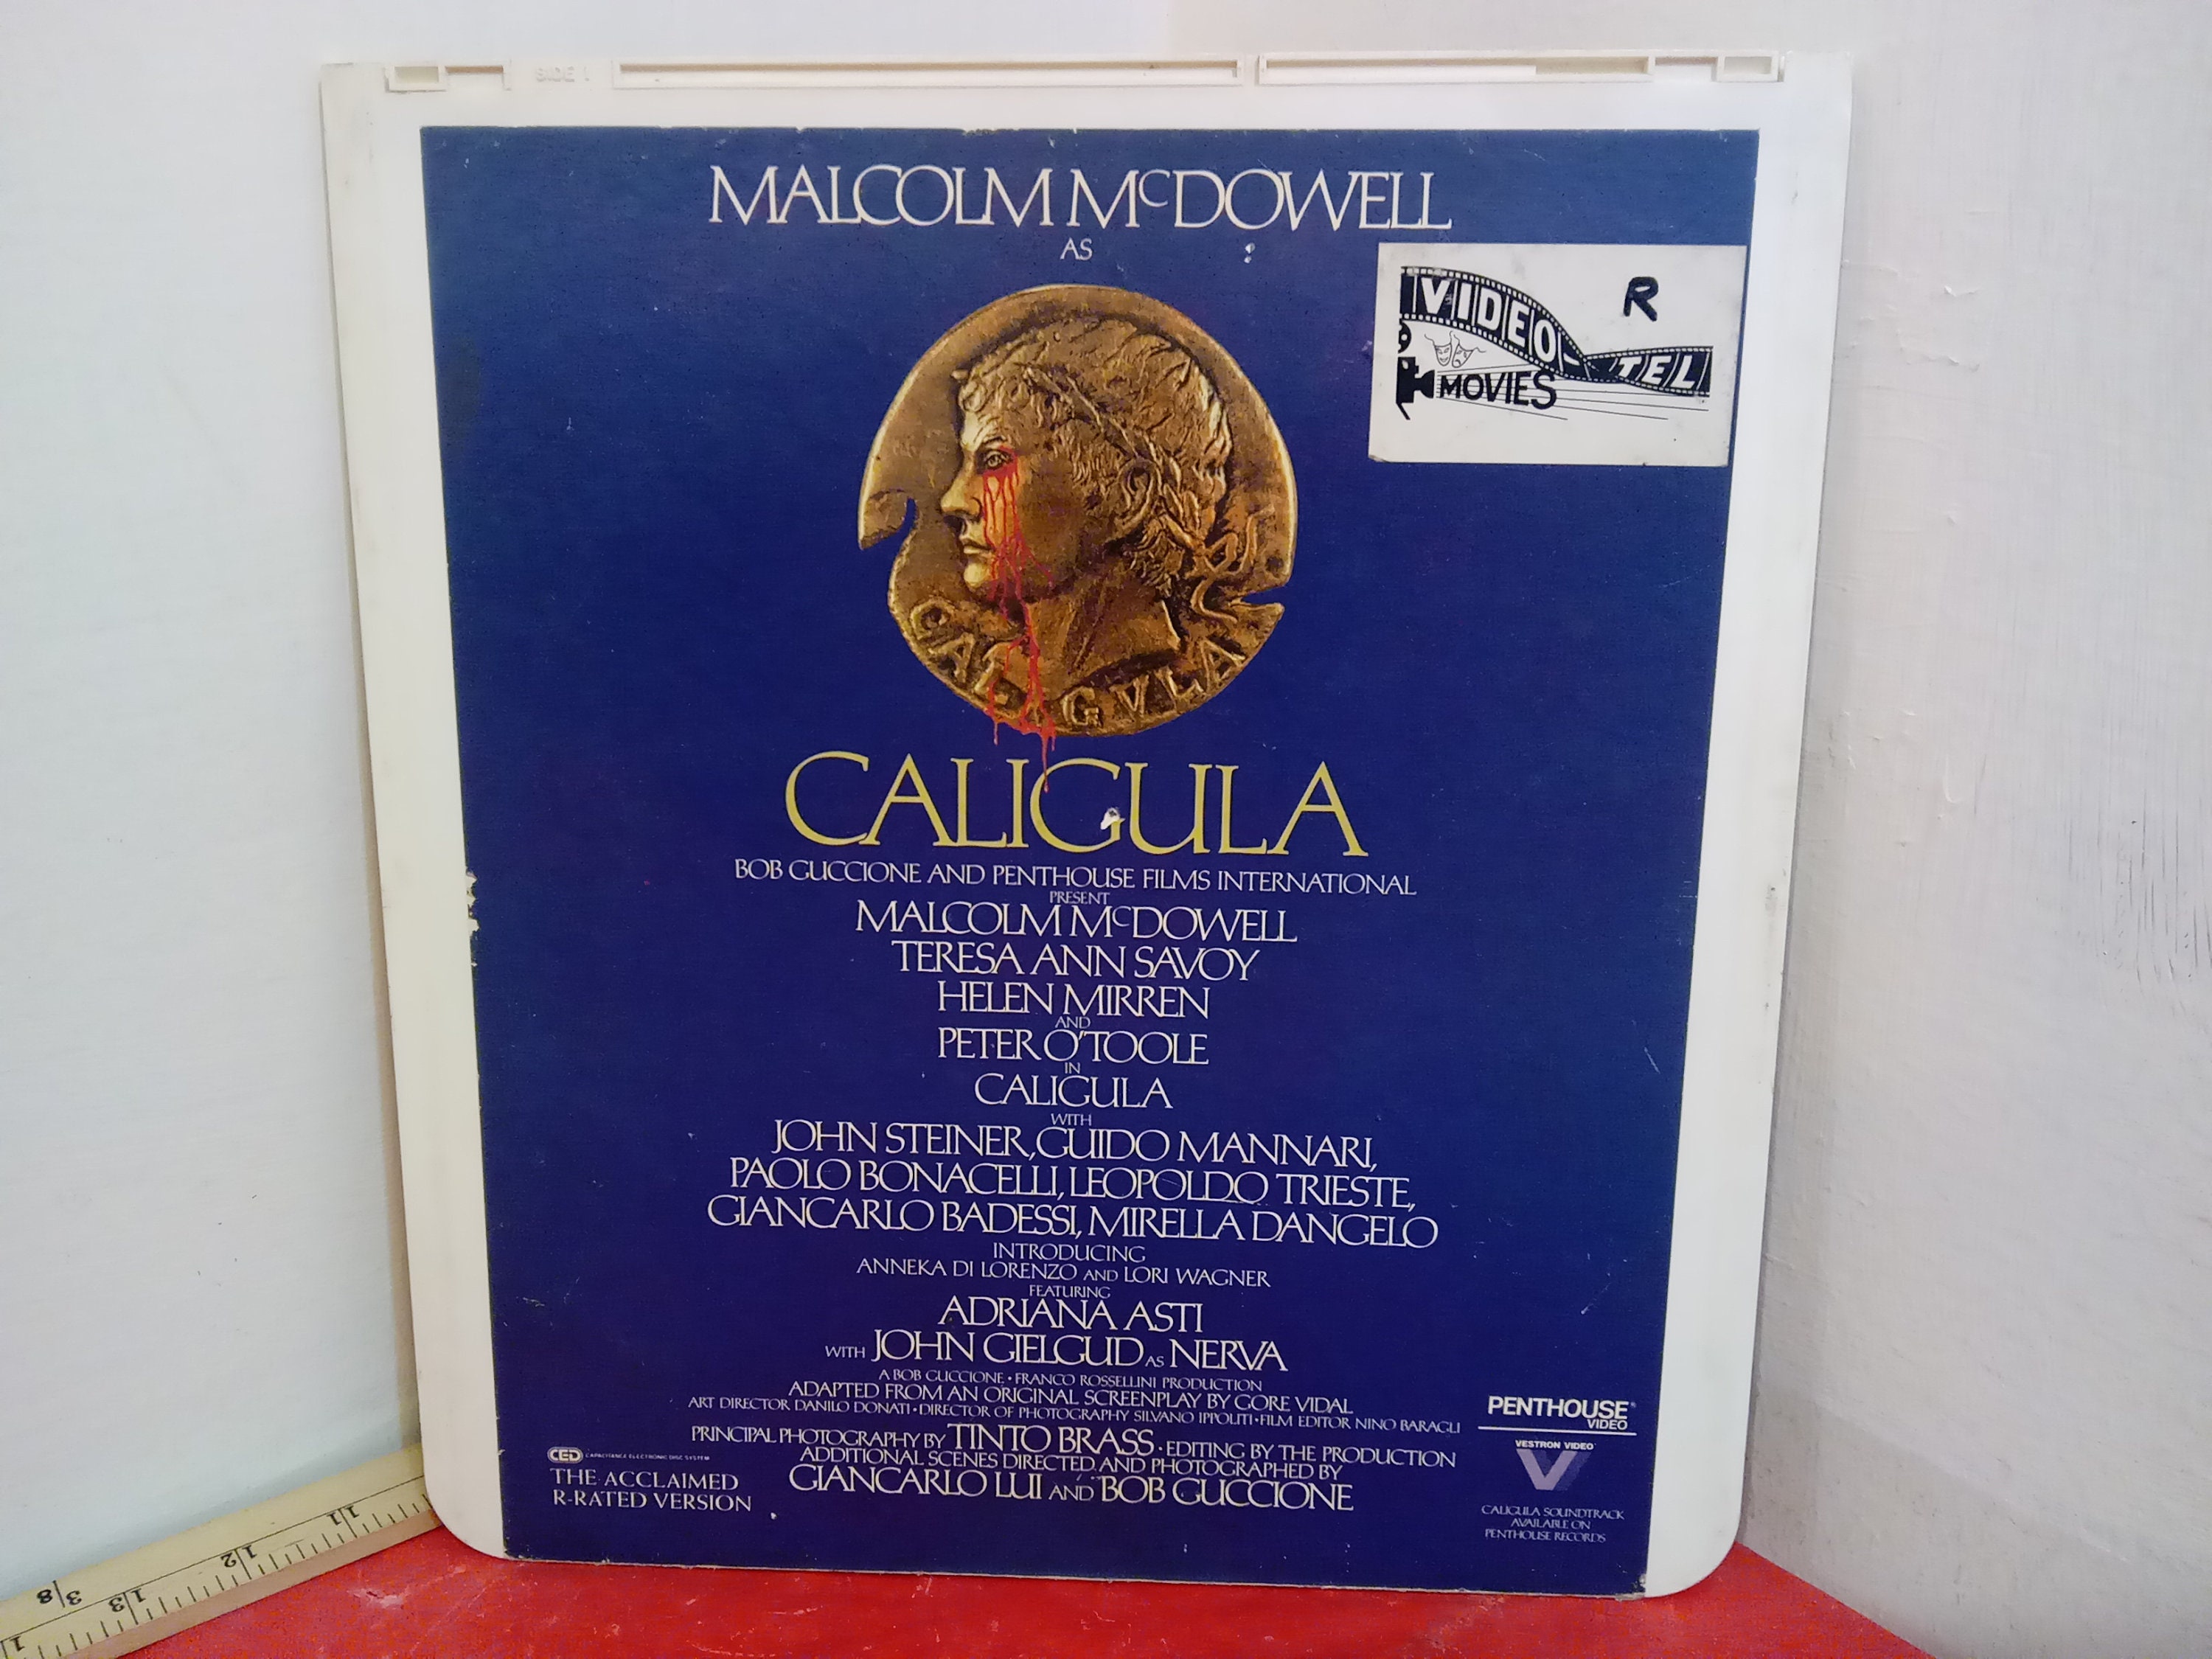 SIDE 1
MALCOLM McDOWELL
AS
VIDEO-TEL
R
MOVIES
CALIGVLA
CALIGULA
BOB GUCCIONE AND PENTHOUSE FILMS INTERNATIONAL
PRESENT
MALCOLM McDOWELL
TERESA ANN SAVOY
HELEN MIRREN
AND
PETER O'TOOLE
IN
CALIGULA
WITH
JOHN STEINER, GUIDO MANNARI,
PAOLO BONACELLI, LEOPOLDO TRIESTE,
GIANCARLO BADESSI, MIRELLA DANGELO
INTRODUCING
ANNEKA DI LORENZO AND LORI WAGNER
FEATURING
ADRIANA ASTI
WITH JOHN GIELGUD AS NERVA
A BOB GUCCIONE • FRANCO ROSSELLINI PRODUCTION
ADAPTED FROM AN ORIGINAL SCREENPLAY BY GORE VIDAL
ART DIRECTOR DANILO DONATI • DIRECTOR OF PHOTOGRAPHY SILVANO IPPOLITI • FILM EDITOR NINO BARAGLI
PRINCIPAL PHOTOGRAPHY BY TINTO BRASS • EDITING BY THE PRODUCTION
ADDITIONAL SCENES DIRECTED AND PHOTOGRAPHED BY
GIANCARLO LUI AND BOB GUCCIONE
CED CAPACITANCE ELECTRONIC DISC SYSTEM
THE ACCLAIMED
R-RATED VERSION
PENTHOUSE®
VIDEO
VESTRON VIDEO
V
CALIGULA SOUNDTRACK
AVAILABLE ON
PENTHOUSE RECORDS
11
12
13
3/8